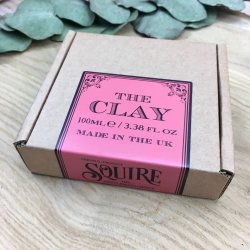 THE
CLAY
100ML ℮ / 3.38 FL OZ
MADE IN THE UK
SQUIRE